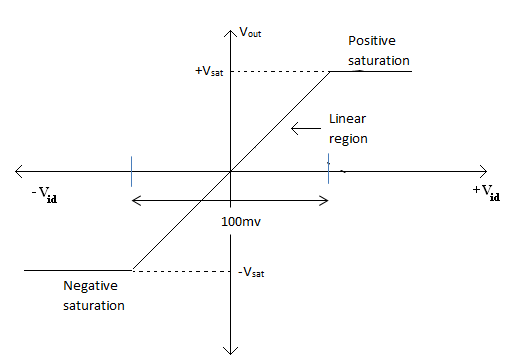 Vout
Positive
saturation
+Vsat
Linear
region
-Vid
+Vid
100mv
-Vsat
Negative
saturation